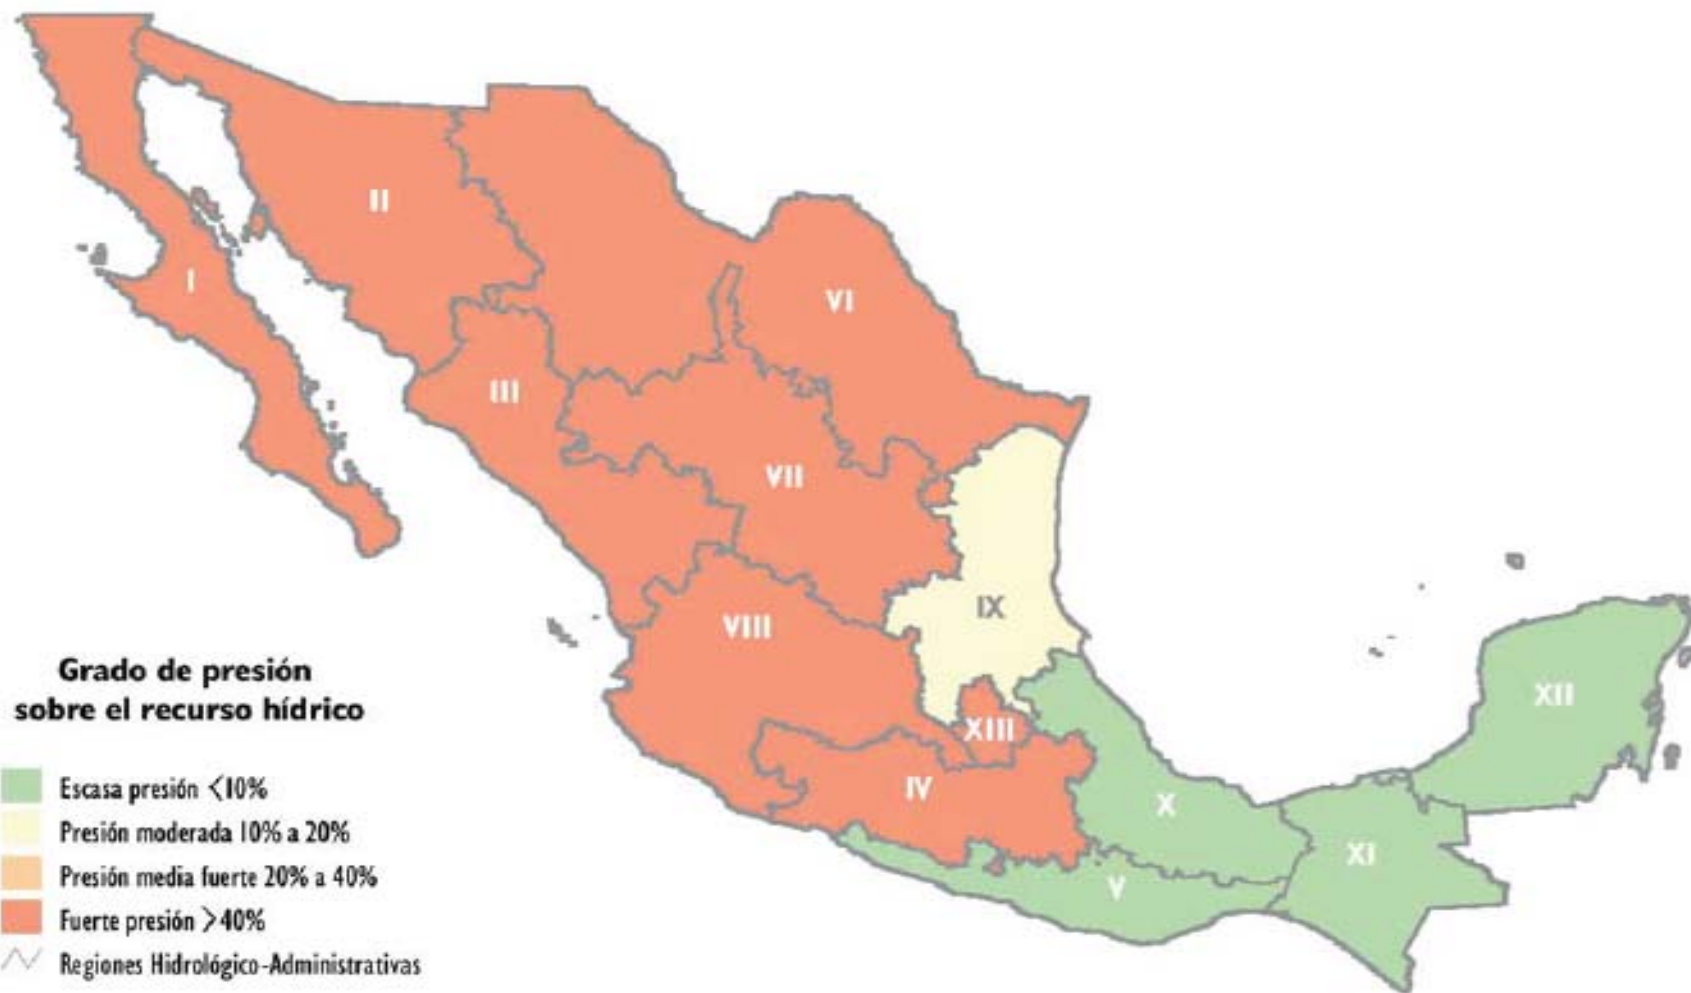 II
I
VI
III
VII
IX
VIII
XII
XIII
IV
X
XI
V
Grado de presión
sobre el recurso hídrico
Escasa presión <10%
Presión moderada 10% a 20%
Presión media fuerte 20% a 40%
Fuerte presión >40%
Regiones Hidrológico-Administrativas